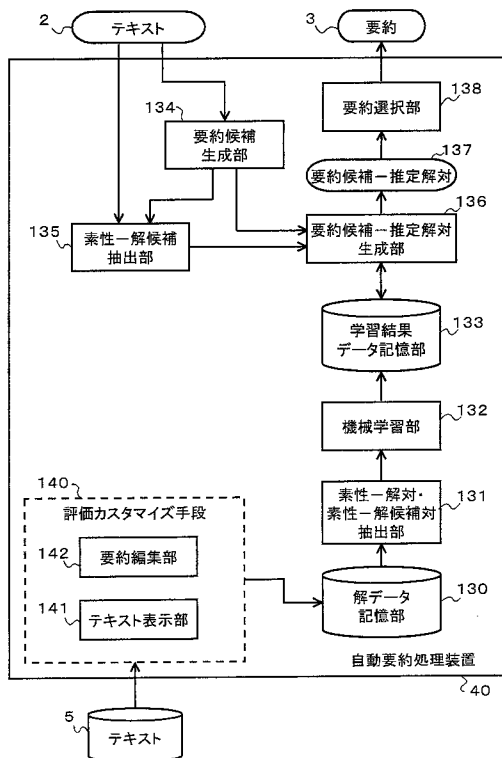 2
テキスト
3
要約
134
要約候補
生成部
要約選択部
138
137
要約候補ー推定解対
136
135
素性ー解候補
抽出部
要約候補ー推定解対
生成部
学習結果
データ記憶部
133
機械学習部
132
140
評価カスタマイズ手段
142
要約編集部
141
テキスト表示部
素性ー解対・
素性ー解候補対
抽出部
131
解データ
記憶部
130
自動要約処理装置
40
5
テキスト